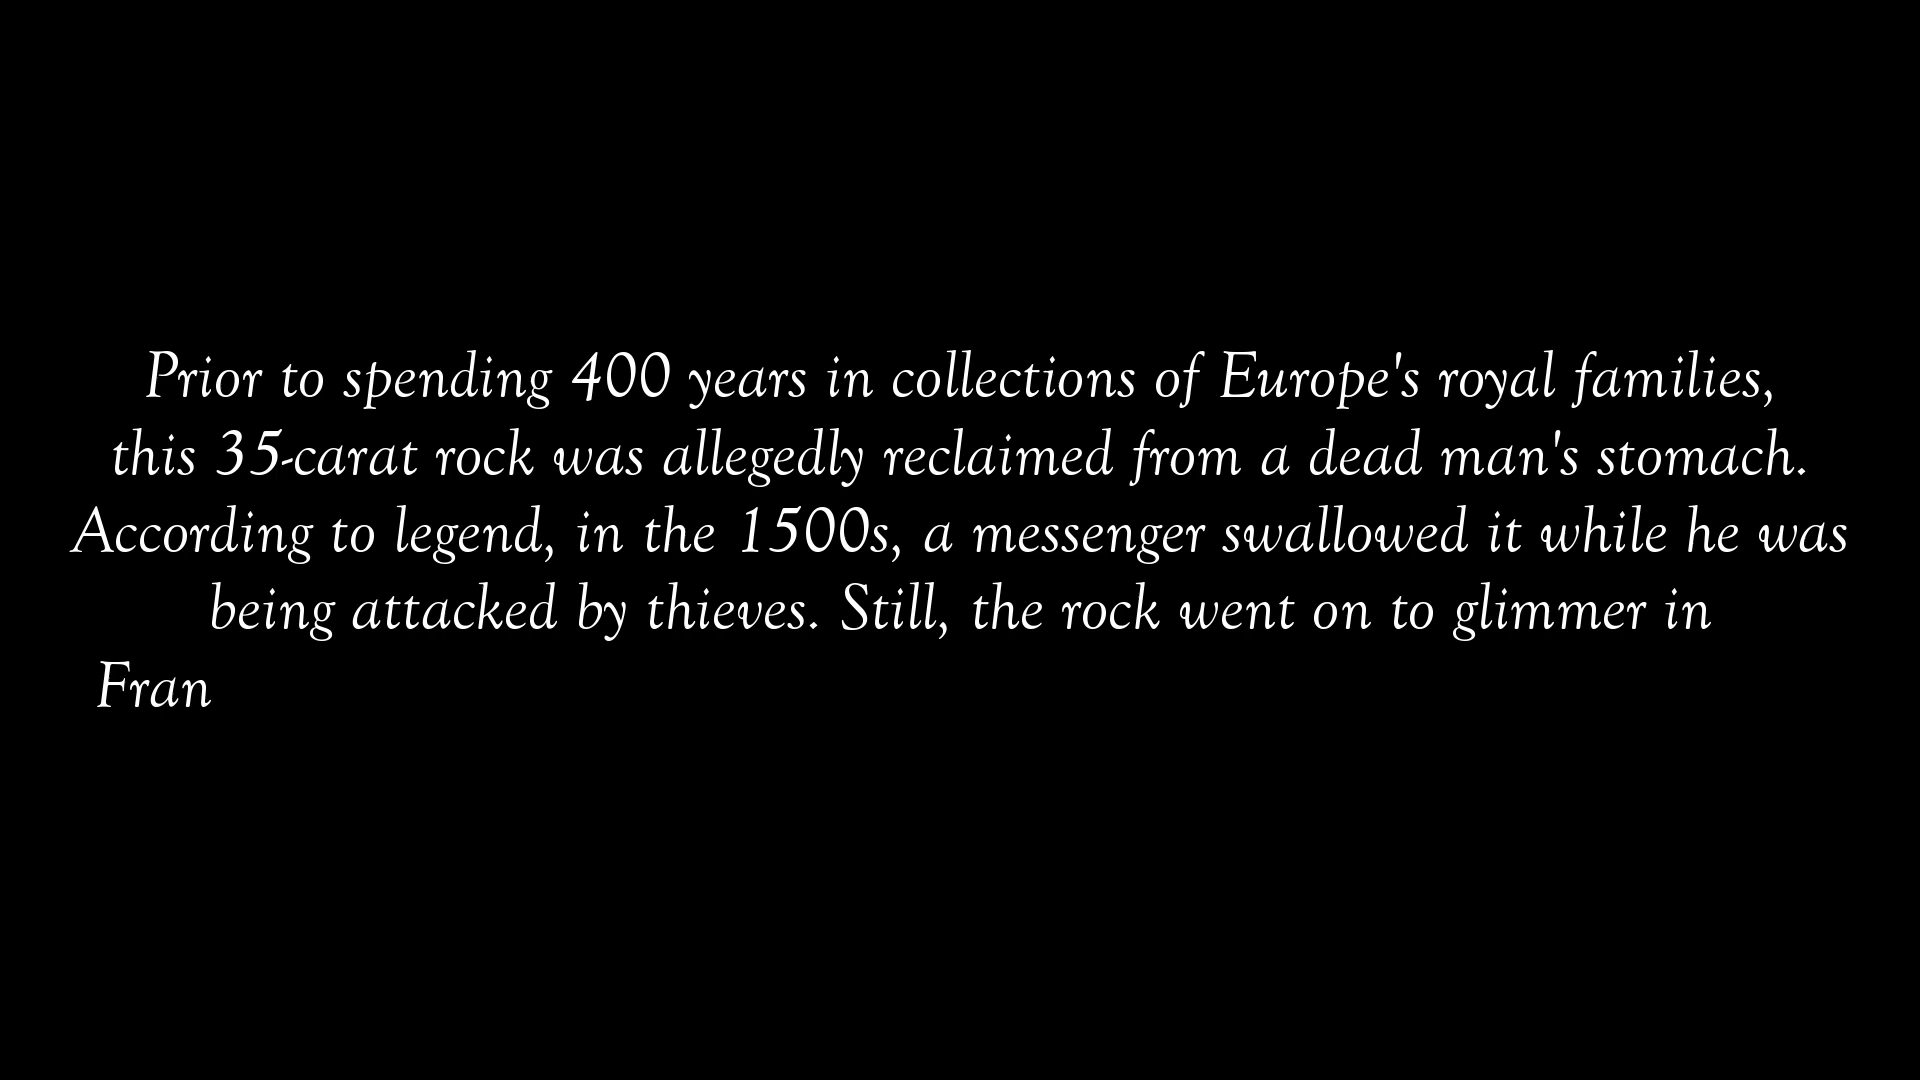 Prior to spending 400 years in collections of Europe's royal families,
this 35-carat rock was allegedly reclaimed from a dead man's stomach.
According to legend, in the 1500s, a messenger swallowed it while he was
being attacked by thieves. Still, the rock went on to glimmer in
Fran